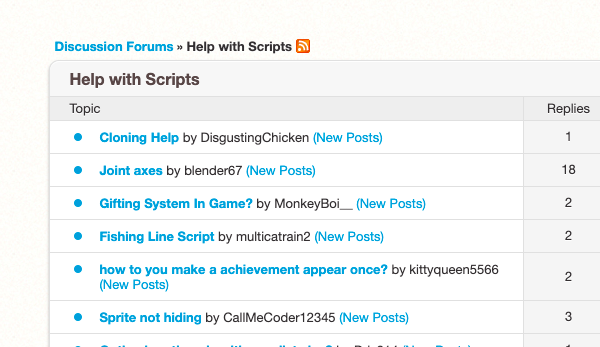 Discussion Forums » Help with Scripts
Help with Scripts
Topic Replies
Cloning Help by DisgustingChicken (New Posts) 1
Joint axes by blender67 (New Posts) 18
Gifting System In Game? by MonkeyBoi__ (New Posts) 2
Fishing Line Script by multicatrain2 (New Posts) 2
how to you make a achievement appear once? by kittyqueen5566 2
(New Posts)
Sprite not hiding by CallMeCoder12345 (New Posts) 3